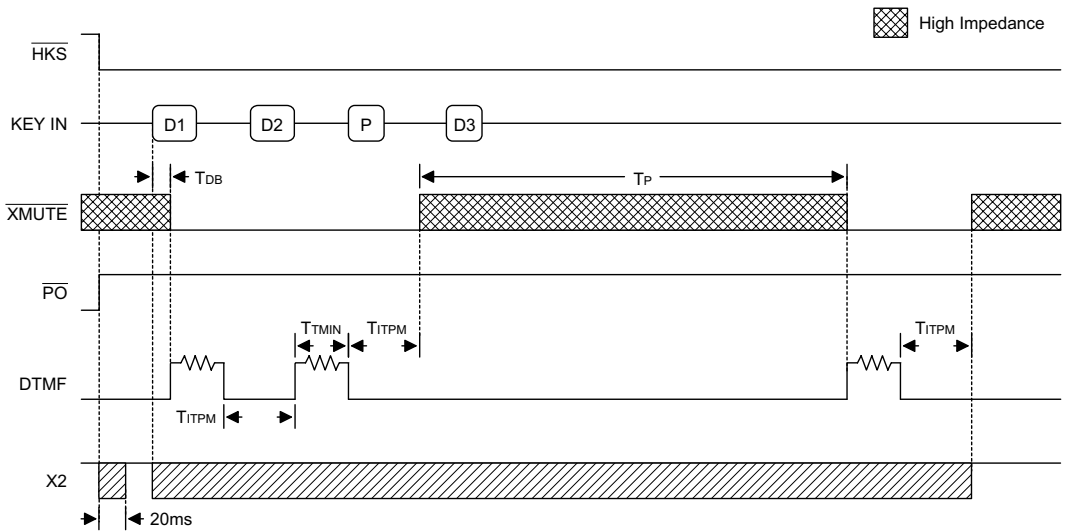 High Impedance
HKS
KEY IN D1 D2 P D3
TDB TP
XMUTE
PO
TTMIN TITPM TITPM
DTMF
TITPM
X2
20ms